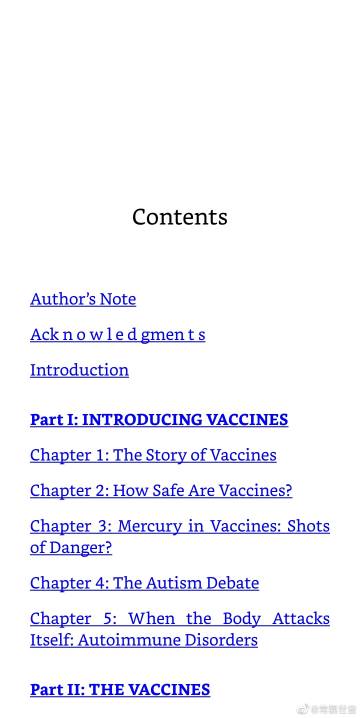 Contents
Author's Note
Ack n o w l e d gmen t s
Introduction
Part I: INTRODUCING VACCINES
Chapter 1: The Story of Vaccines
Chapter 2: How Safe Are Vaccines?
Chapter 3: Mercury in Vaccines: Shots
of Danger?
Chapter 4: The Autism Debate
Chapter 5: When the Body Attacks
Itself: Autoimmune Disorders
Part II: THE VACCINES